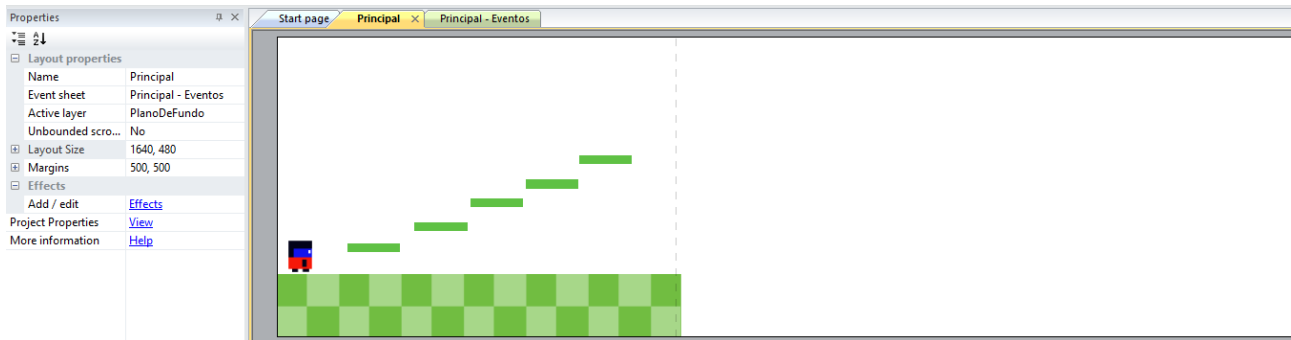 Properties
Start page
Principal
Principal - Eventos
A
Z
Layout properties
Name Principal
Event sheet Principal - Eventos
Active layer PlanoDeFundo
Unbounded scro... No
Layout Size 1640, 480
Margins 500, 500
Effects
Add / edit Effects
Project Properties View
More information Help